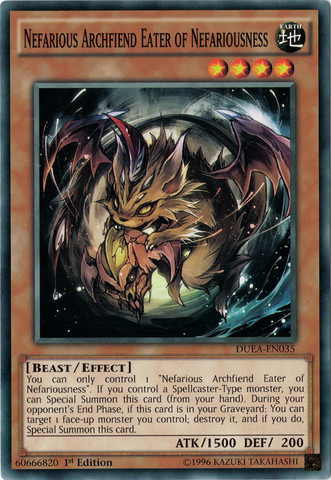 Nefarious Archfiend Eater of Nefariousness
EARTH
地
DUEA-EN035
[Beast/Effect]
You can only control 1 "Nefarious Archfiend Eater of
Nefariousness". If you control a Spellcaster-Type monster, you
can Special Summon this card (from your hand). During your
opponent's End Phase, if this card is in your Graveyard: You can
target 1 face-up monster you control; destroy it, and if you do,
Special Summon this card.
ATK/1500 DEF/ 200
60666820 1st Edition ©1996 KAZUKI TAKAHASHI